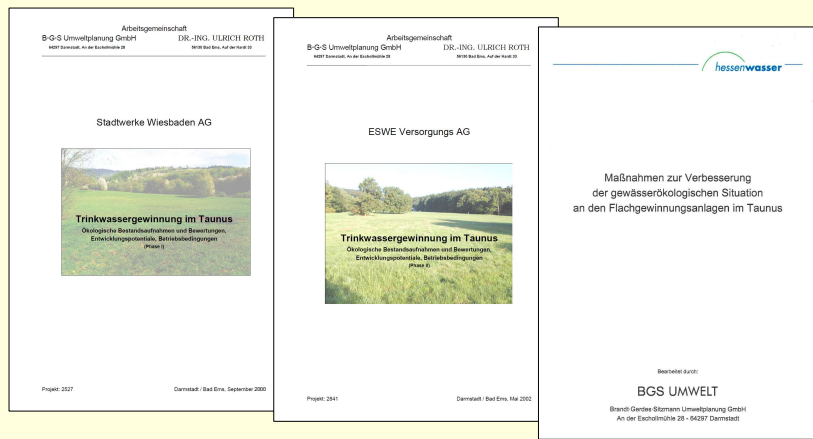 Arbeitsgemeinschaft
B-G-S Umweltplanung GmbH DR.-ING. ULRICH ROTH
64297 Darmstadt, An der Eschollmühle 28 56130 Bad Ems, Auf der Hardt 33
Stadtwerke Wiesbaden AG
Trinkwassergewinnung im Taunus
Ökologische Bestandsaufnahmen und Bewertungen,
Entwicklungspotentiale, Betriebsbedingungen
(Phase I)
Projekt: 2527 Darmstadt / Bad Ems, September 2000
Arbeitsgemeinschaft
B-G-S Umweltplanung GmbH DR.-ING. ULRICH ROTH
64297 Darmstadt, An der Eschollmühle 28 56130 Bad Ems, Auf der Hardt 33
ESWE Versorgungs AG
Trinkwassergewinnung im Taunus
Ökologische Bestandsaufnahmen und Bewertungen,
Entwicklungspotentiale, Betriebsbedingungen
(Phase II)
Projekt: 2841 Darmstadt / Bad Ems, Mai 2002
hessenwasser
Maßnahmen zur Verbesserung
der gewässerökologischen Situation
an den Flachgewinnungsanlagen im Taunus
Bearbeitet durch:
BGS UMWELT
Brandt·Gerdes·Sitzmann Umweltplanung GmbH
An der Eschollmühle 28 - 64297 Darmstadt